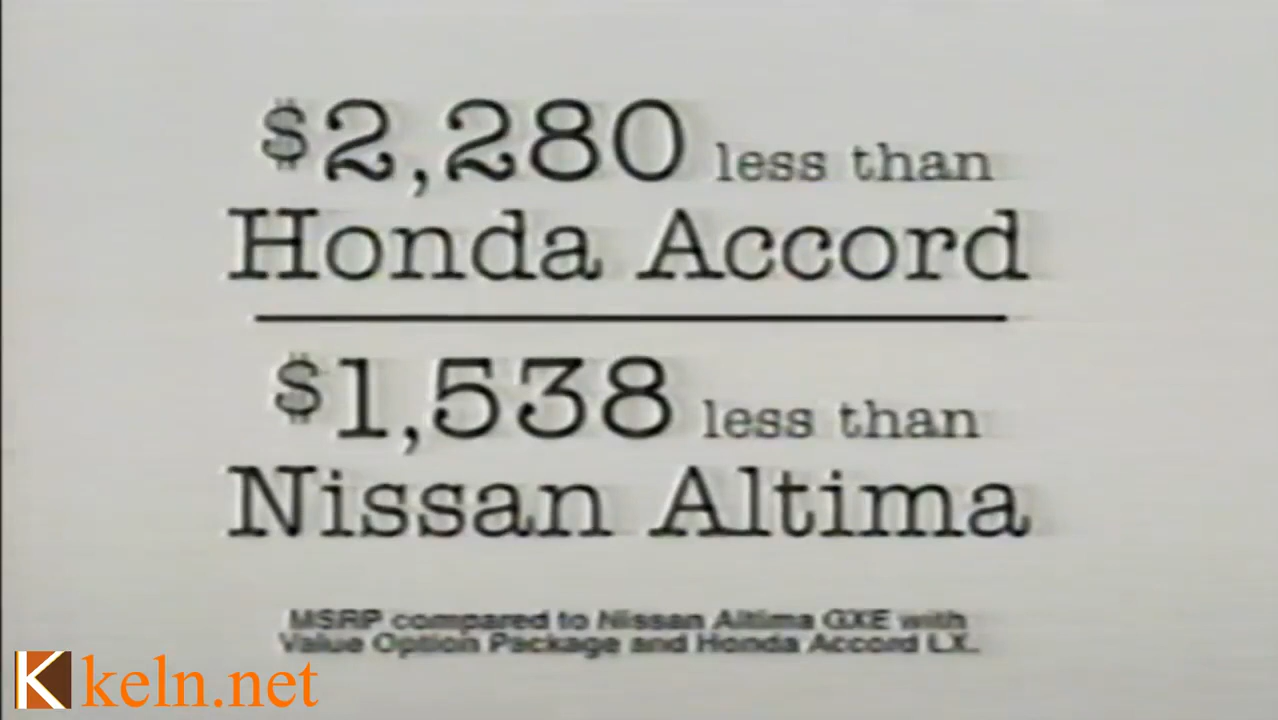 $2,280 less than
Honda Accord
$1,538 less than
Nissan Altima
MSRP compared to Nissan Altima GXE with
Value Option Package and Honda Accord LX.
K keln.net